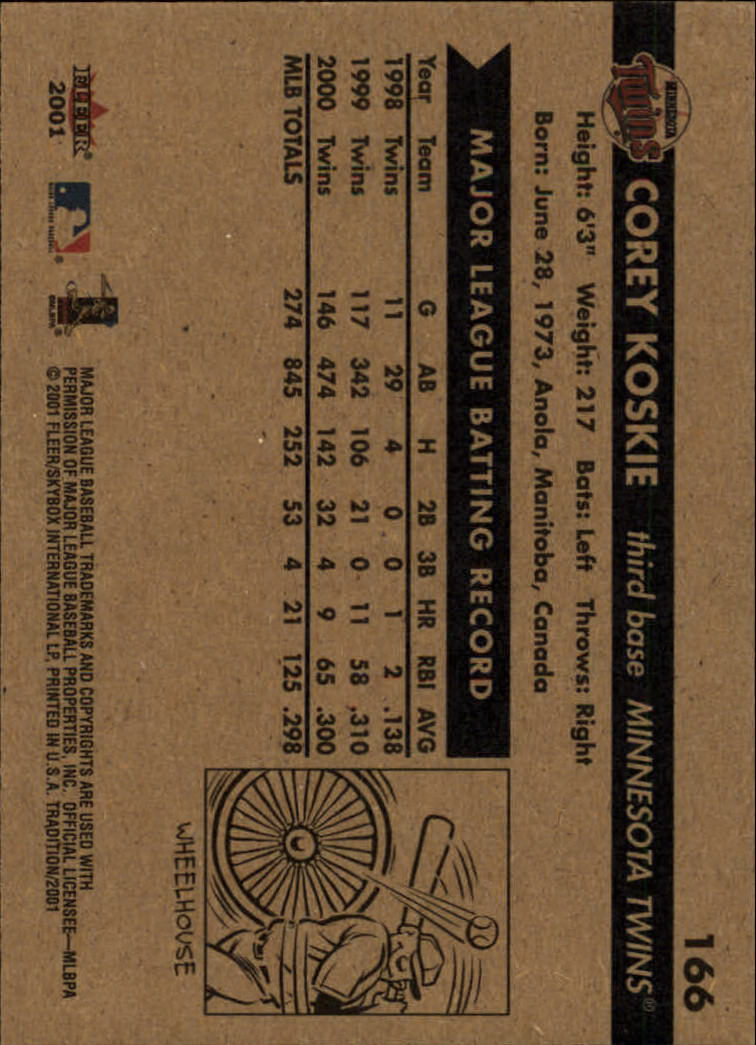 166
MINNESOTA
Twins
COREY KOSKIE third base MINNESOTA TWINS®
Height: 6'3" Weight: 217 Bats: Left Throws: Right
Born: June 28, 1973, Anola, Manitoba, Canada
MAJOR LEAGUE BATTING RECORD
Year Team G AB H 2B 3B HR RBI AVG
1998 Twins 11 29 4 0 0 1 2 .138
1999 Twins 117 342 106 21 0 11 58 .310
2000 Twins 146 474 142 32 4 9 65 .300
MLB TOTALS 274 845 252 53 4 21 125 .298
WHEELHOUSE
FLEER®
2001
MAJOR LEAGUE BASEBALL TRADEMARKS AND COPYRIGHTS ARE USED WITH
PERMISSION OF MAJOR LEAGUE BASEBALL PROPERTIES, INC. OFFICIAL LICENSEE—MLBPA
© 2001 FLEER/SKYBOX INTERNATIONAL LP, PRINTED IN U.S.A. TRADITION/2001